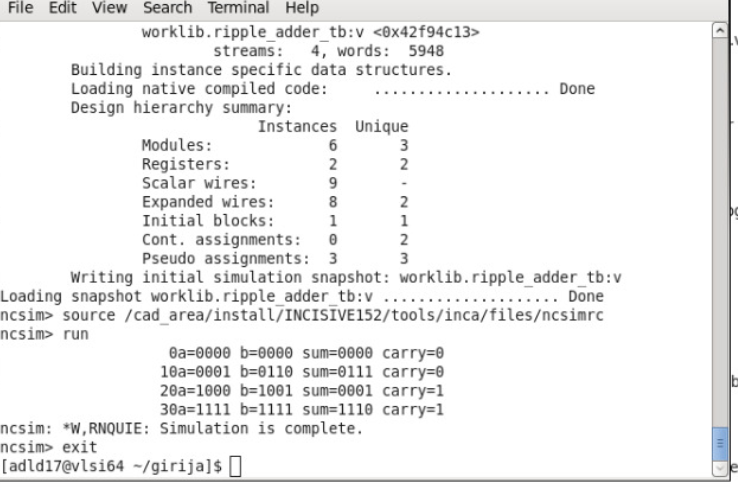 File Edit View Search Terminal Help
worklib.ripple_adder_tb:v <0x42f94c13>
streams:   4, words:  5948
Building instance specific data structures.
Loading native compiled code:     .................... Done
Design hierarchy summary:
Instances  Unique
Modules:             6       3
Registers:           2       2
Scalar wires:        9       -
Expanded wires:      8       2
Initial blocks:      1       1
Cont. assignments:   0       2
Pseudo assignments:  3       3
Writing initial simulation snapshot: worklib.ripple_adder_tb:v
Loading snapshot worklib.ripple_adder_tb:v .................... Done
ncsim> source /cad_area/install/INCISIVE152/tools/inca/files/ncsimrc
ncsim> run
0a=0000 b=0000 sum=0000 carry=0
10a=0001 b=0110 sum=0111 carry=0
20a=1000 b=1001 sum=0001 carry=1
30a=1111 b=1111 sum=1110 carry=1
ncsim: *W,RNQUIE: Simulation is complete.
ncsim> exit
[adld17@vlsi64 ~/girija]$